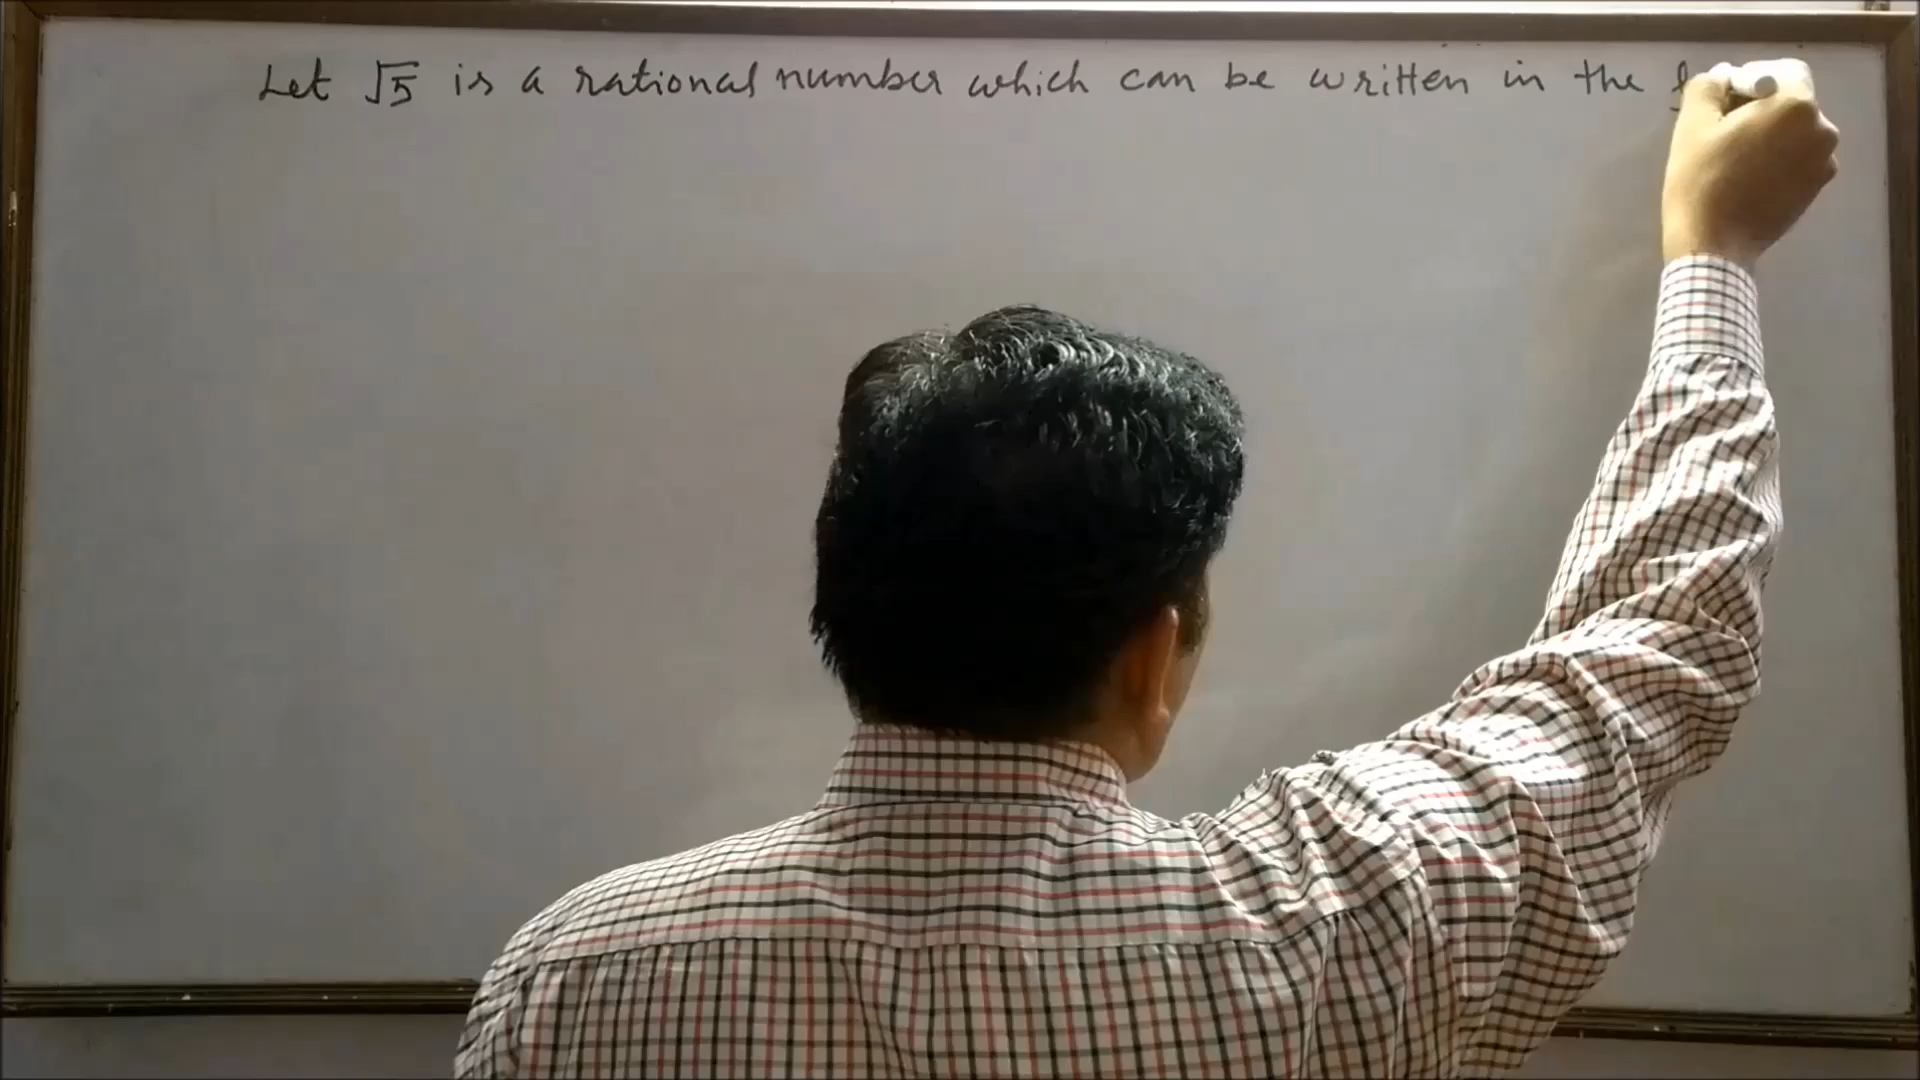 Let √5 is a rational number which can be written in the